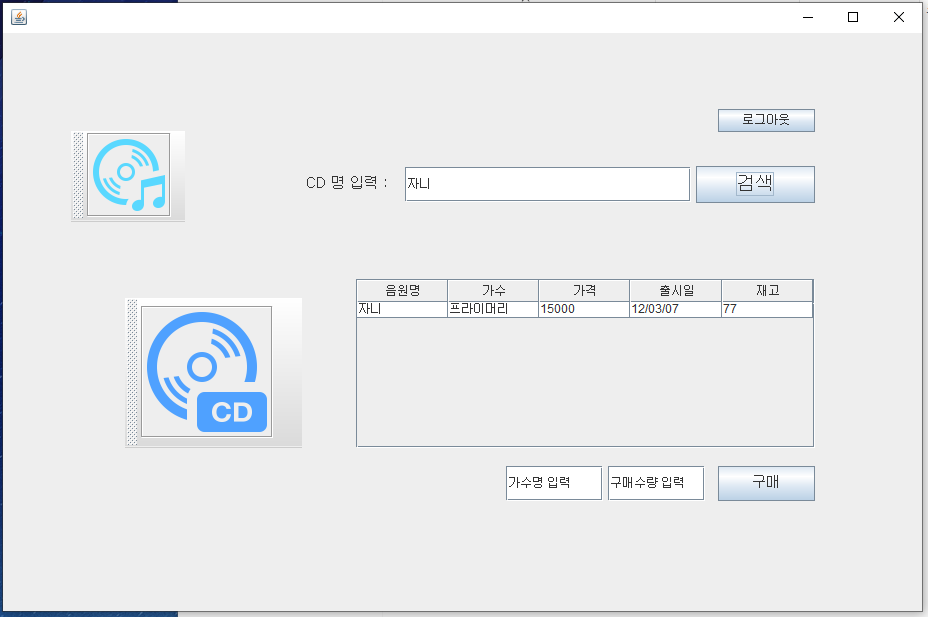 로그아웃
CD 명 입력 : 자니 검색
음원명 가수 가격 출시일 재고
자니 프라이머리 15000 12/03/07 77
CD
가수명 입력 구매수량 입력 구매